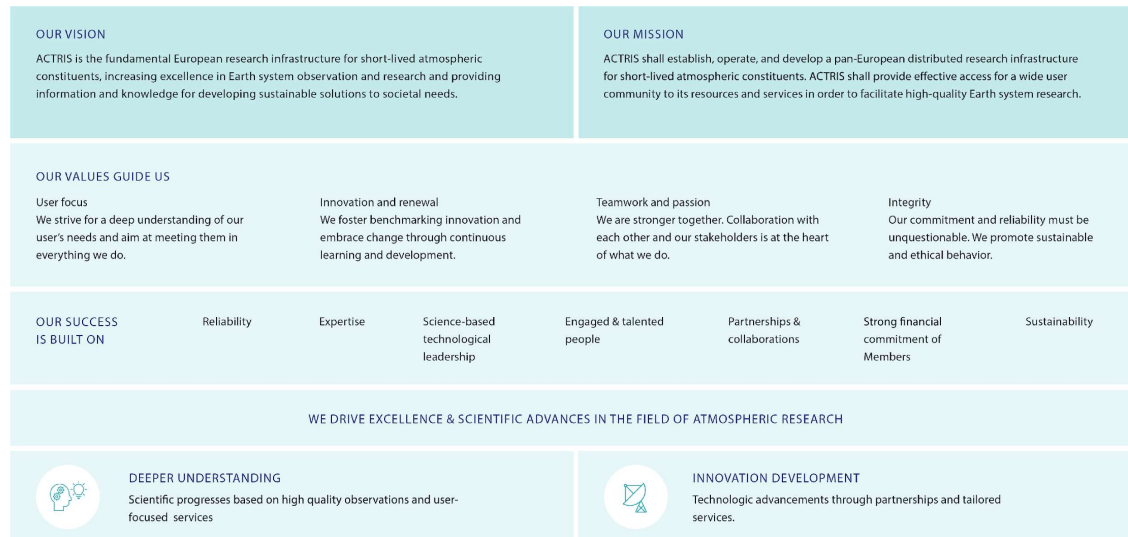 OUR VISION
ACTRIS is the fundamental European research infrastructure for short-lived atmospheric
constituents, increasing excellence in Earth system observation and research and providing
information and knowledge for developing sustainable solutions to societal needs.
OUR MISSION
ACTRIS shall establish, operate, and develop a pan-European distributed research infrastructure
for short-lived atmospheric constituents. ACTRIS shall provide effective access for a wide user
community to its resources and services in order to facilitate high-quality Earth system research.
OUR VALUES GUIDE US
User focus
We strive for a deep understanding of our
user's needs and aim at meeting them in
everything we do.
Innovation and renewal
We foster benchmarking innovation and
embrace change through continuous
learning and development.
Teamwork and passion
We are stronger together. Collaboration with
each other and our stakeholders is at the heart
of what we do.
Integrity
Our commitment and reliability must be
unquestionable. We promote sustainable
and ethical behavior.
OUR SUCCESS
IS BUILT ON
Reliability
Expertise
Science-based
technological
leadership
Engaged & talented
people
Partnerships &
collaborations
Strong financial
commitment of
Members
Sustainability
WE DRIVE EXCELLENCE & SCIENTIFIC ADVANCES IN THE FIELD OF ATMOSPHERIC RESEARCH
DEEPER UNDERSTANDING
Scientific progresses based on high quality observations and user-
focused services
INNOVATION DEVELOPMENT
Technologic advancements through partnerships and tailored
services.